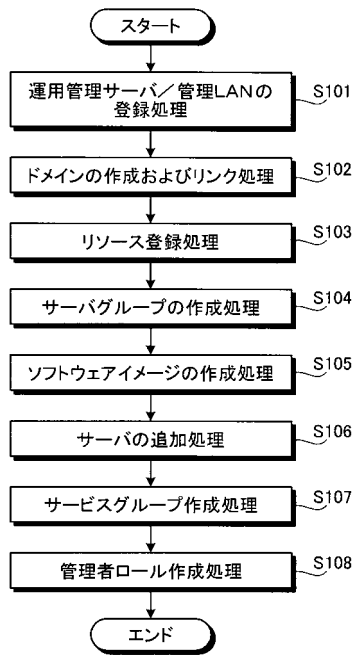 スタート
運用管理サーバ／管理LANの
登録処理
S101
ドメインの作成およびリンク処理
S102
リソース登録処理
S103
サーバグループの作成処理
S104
ソフトウェアイメージの作成処理
S105
サーバの追加処理
S106
サービスグループ作成処理
S107
管理者ロール作成処理
S108
エンド